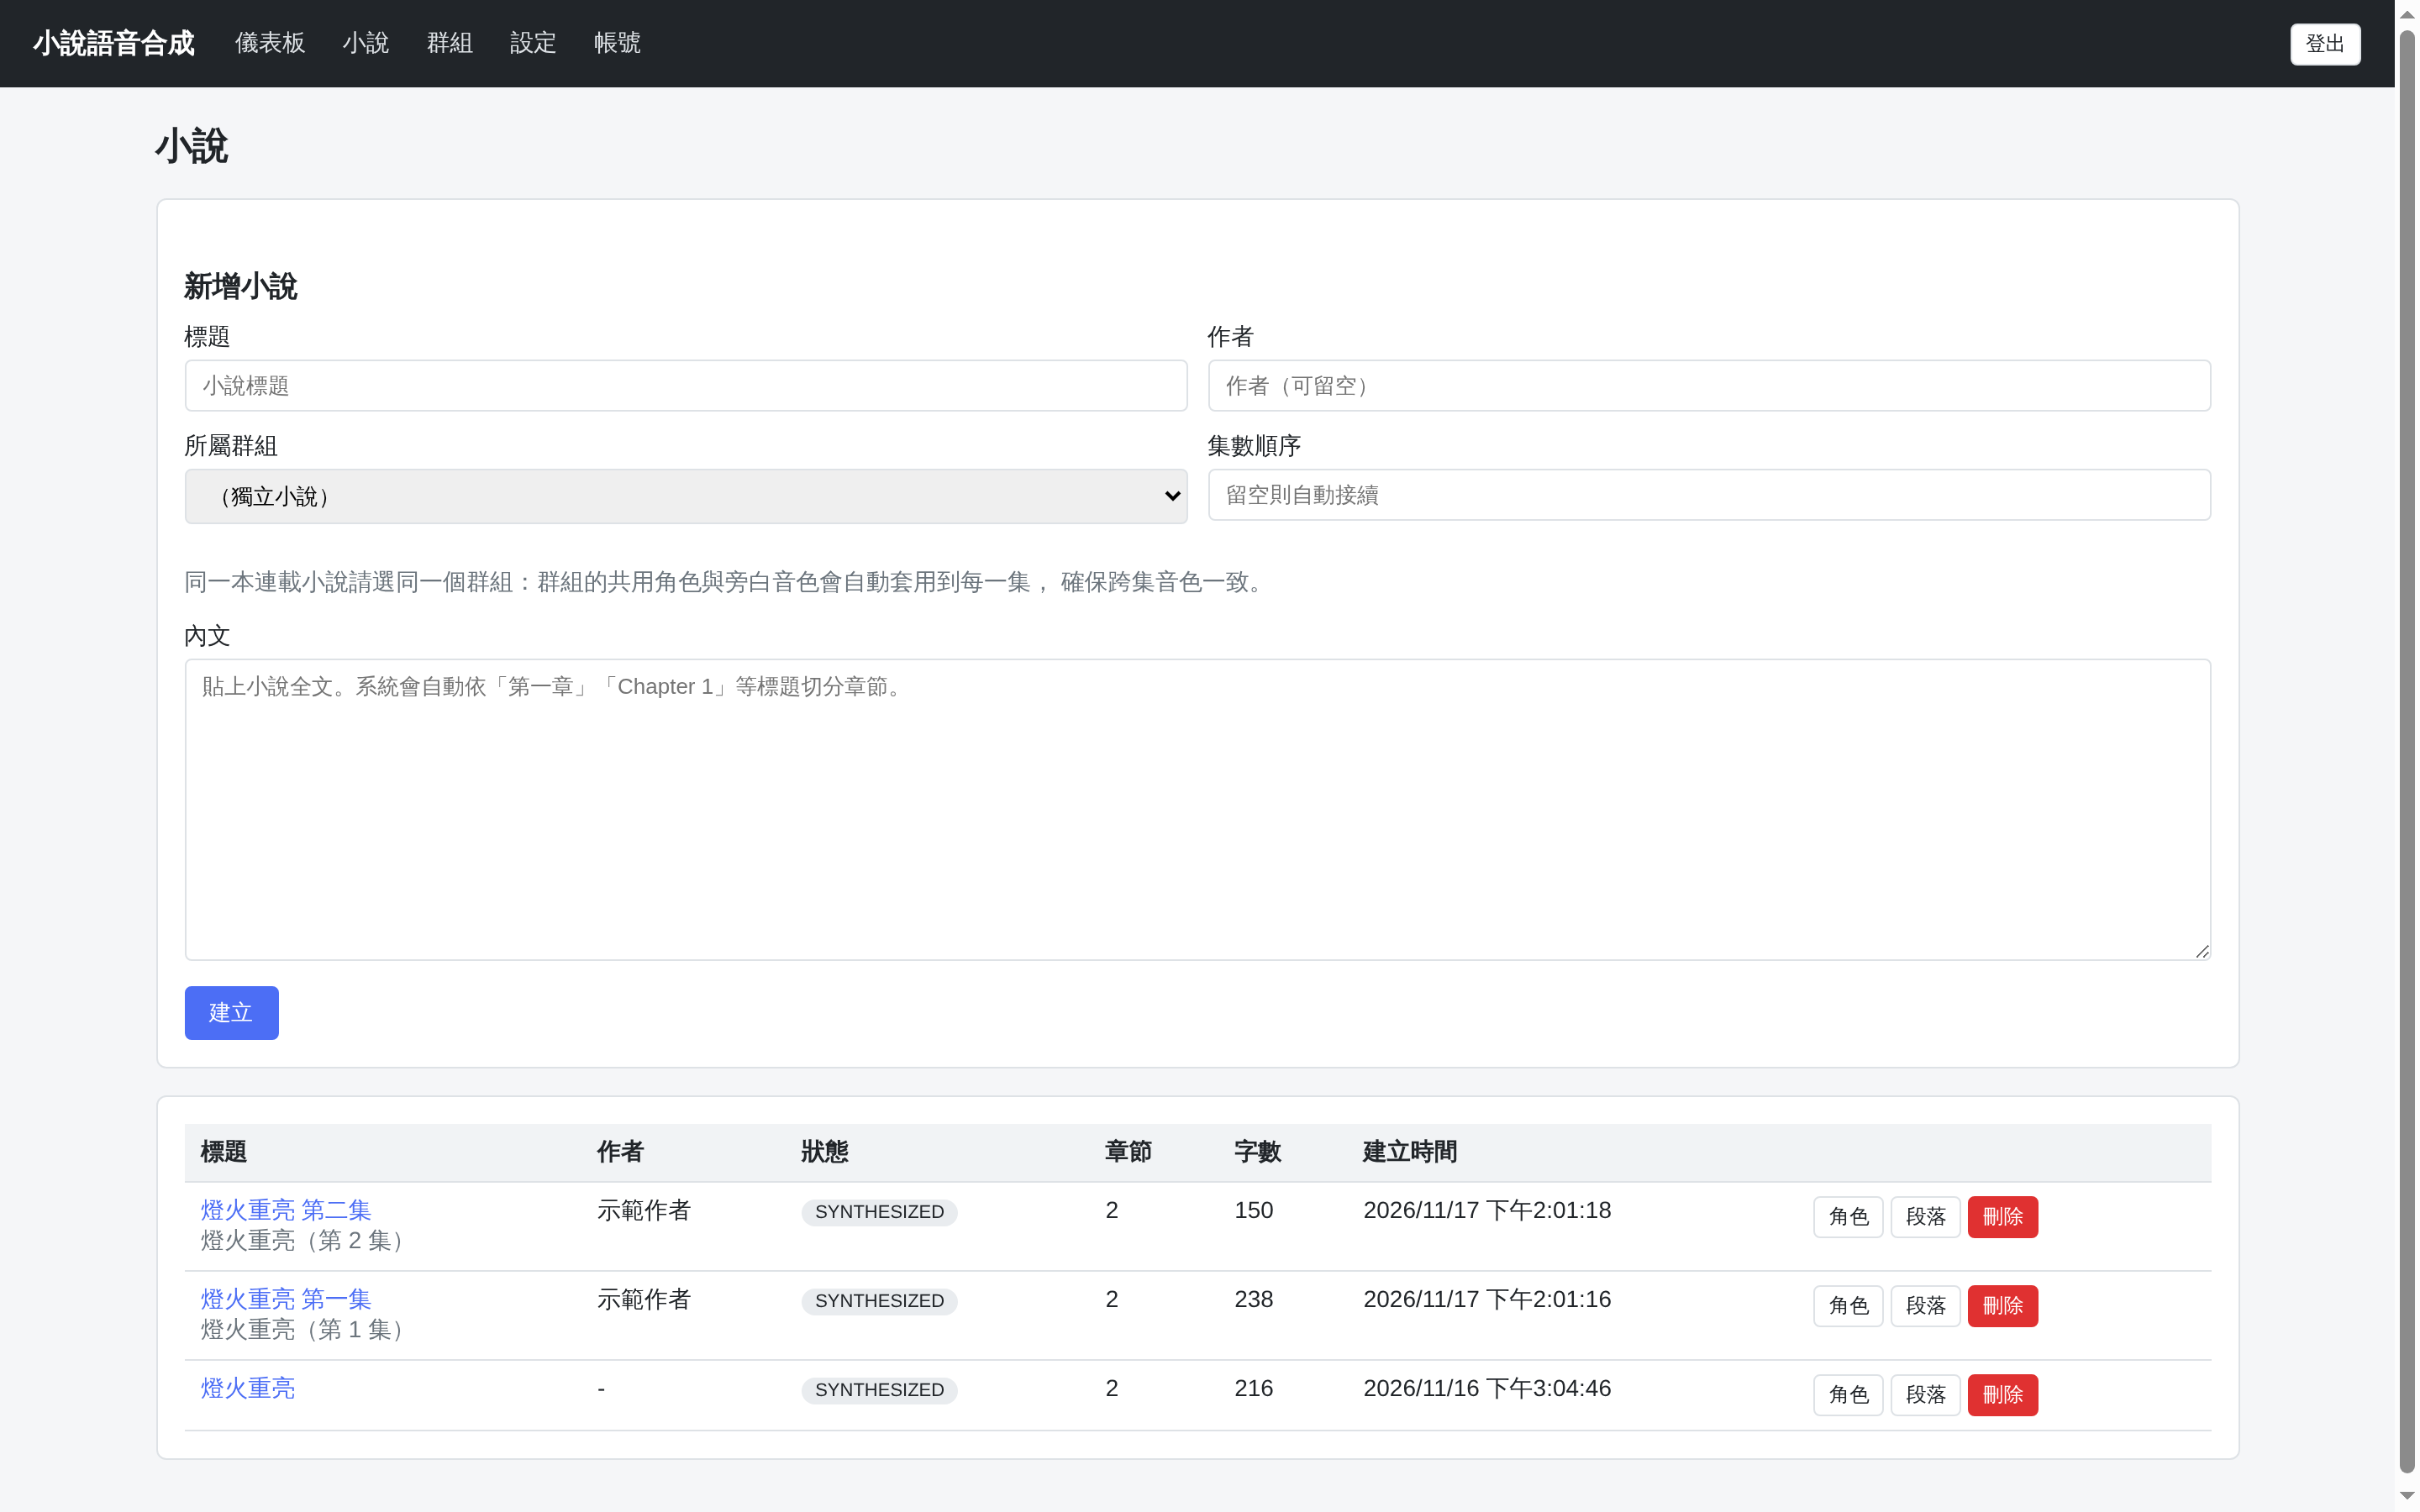 小說語音合成 儀表板 小說 群組 設定 帳號 登出
小說
新增小說
標題 作者
小說標題 作者（可留空）
所屬群組 集數順序
（獨立小說） 留空則自動接續
同一本連載小說請選同一個群組：群組的共用角色與旁白音色會自動套用到每一集， 確保跨集音色一致。
內文
貼上小說全文。系統會自動依「第一章」「Chapter 1」等標題切分章節。
建立
標題 作者 狀態 章節 字數 建立時間
燈火重亮 第二集 示範作者 SYNTHESIZED 2 150 2026/11/17 下午2:01:18 角色 段落 刪除
燈火重亮（第 2 集）
燈火重亮 第一集 示範作者 SYNTHESIZED 2 238 2026/11/17 下午2:01:16 角色 段落 刪除
燈火重亮（第 1 集）
燈火重亮 - SYNTHESIZED 2 216 2026/11/16 下午3:04:46 角色 段落 刪除